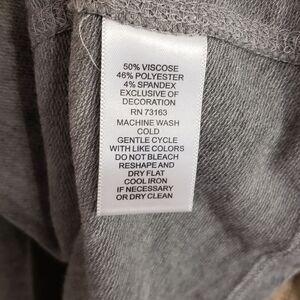 50% VISCOSE
46% POLYESTER
4% SPANDEX
EXCLUSIVE OF
DECORATION
RN 73163
MACHINE WASH
COLD
GENTLE CYCLE
WITH LIKE COLORS
DO NOT BLEACH
RESHAPE AND
DRY FLAT
COOL IRON
IF NECESSARY
OR DRY CLEAN